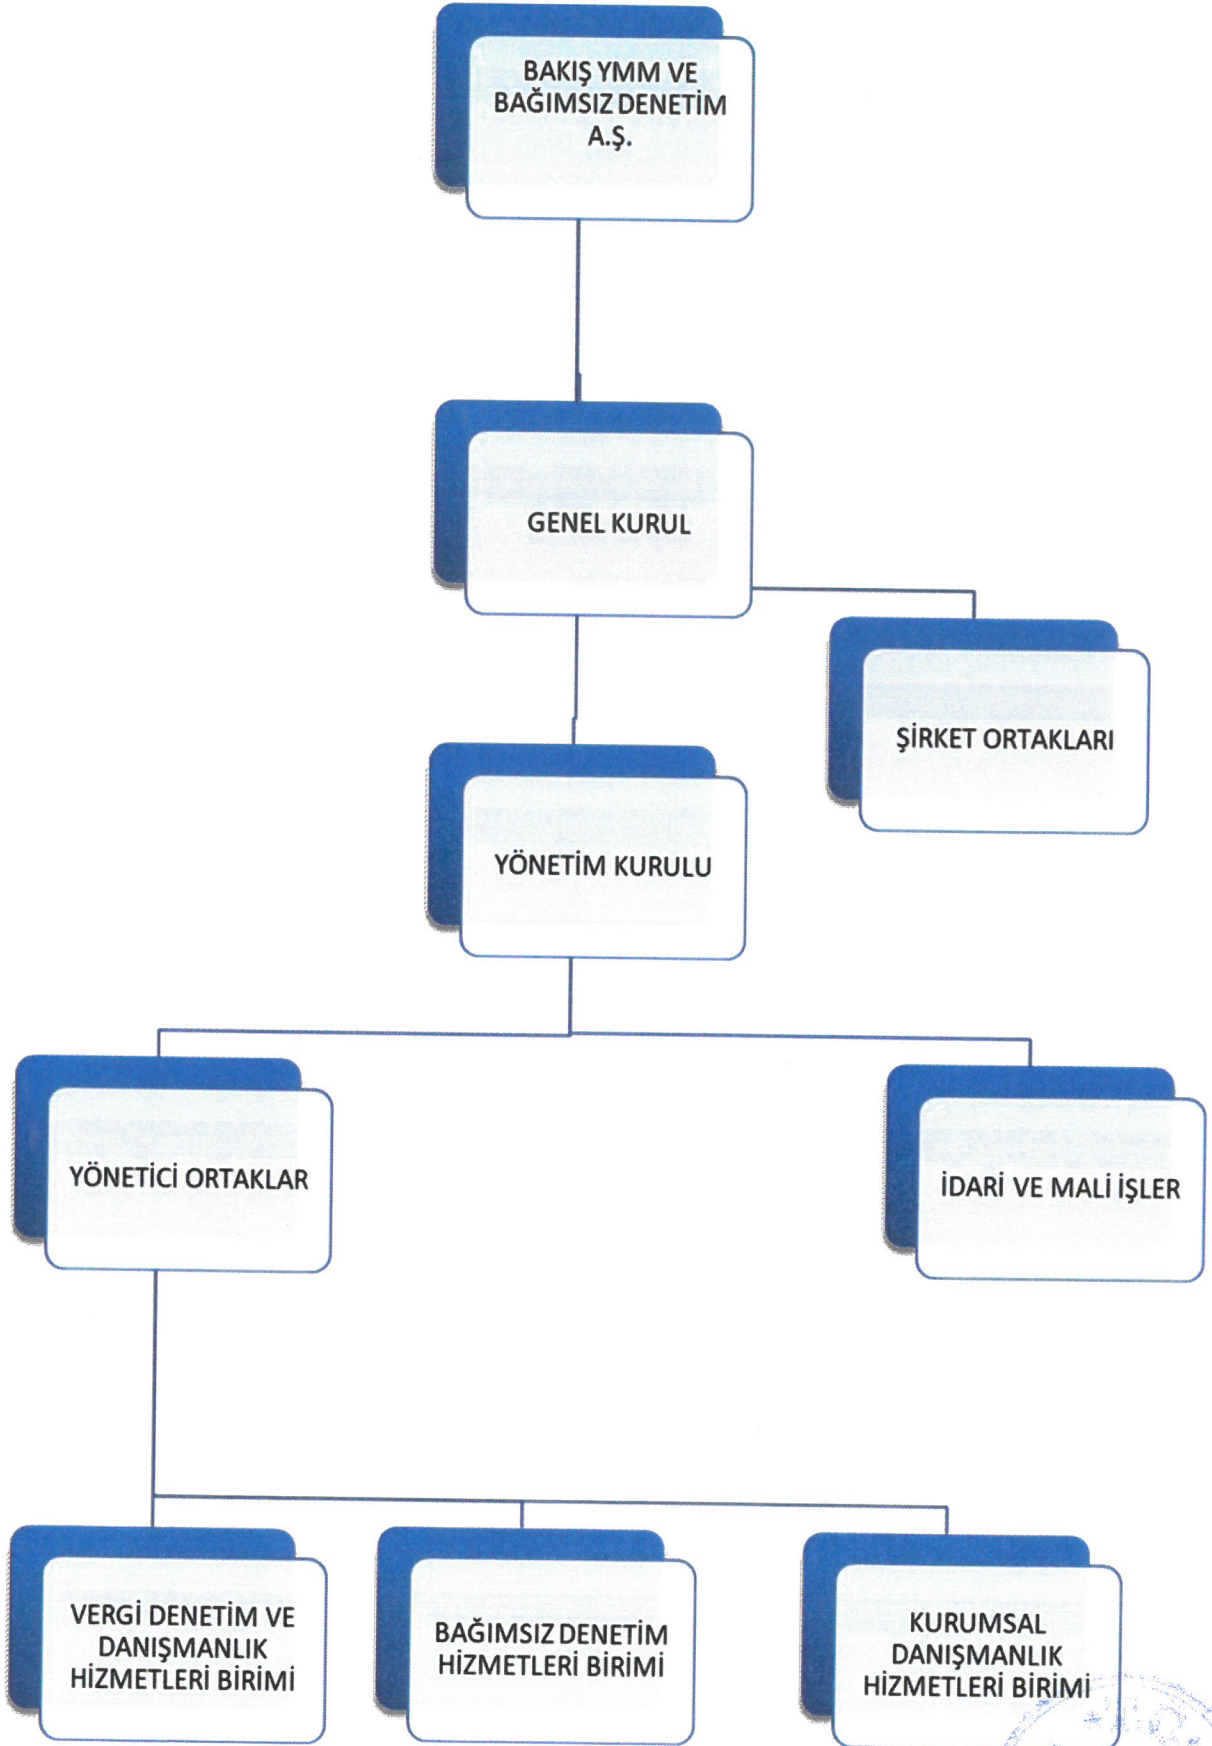 BAKIŞ YMM VE
BAĞIMSIZ DENETİM
A.Ş.
GENEL KURUL
ŞİRKET ORTAKLARI
YÖNETİM KURULU
YÖNETİCİ ORTAKLAR
İDARİ VE MALİ İŞLER
VERGİ DENETİM VE
DANIŞMANLIK
HİZMETLERİ BİRİMİ
BAĞIMSIZ DENETİM
HİZMETLERİ BİRİMİ
KURUMSAL
DANIŞMANLIK
HİZMETLERİ BİRİMİ